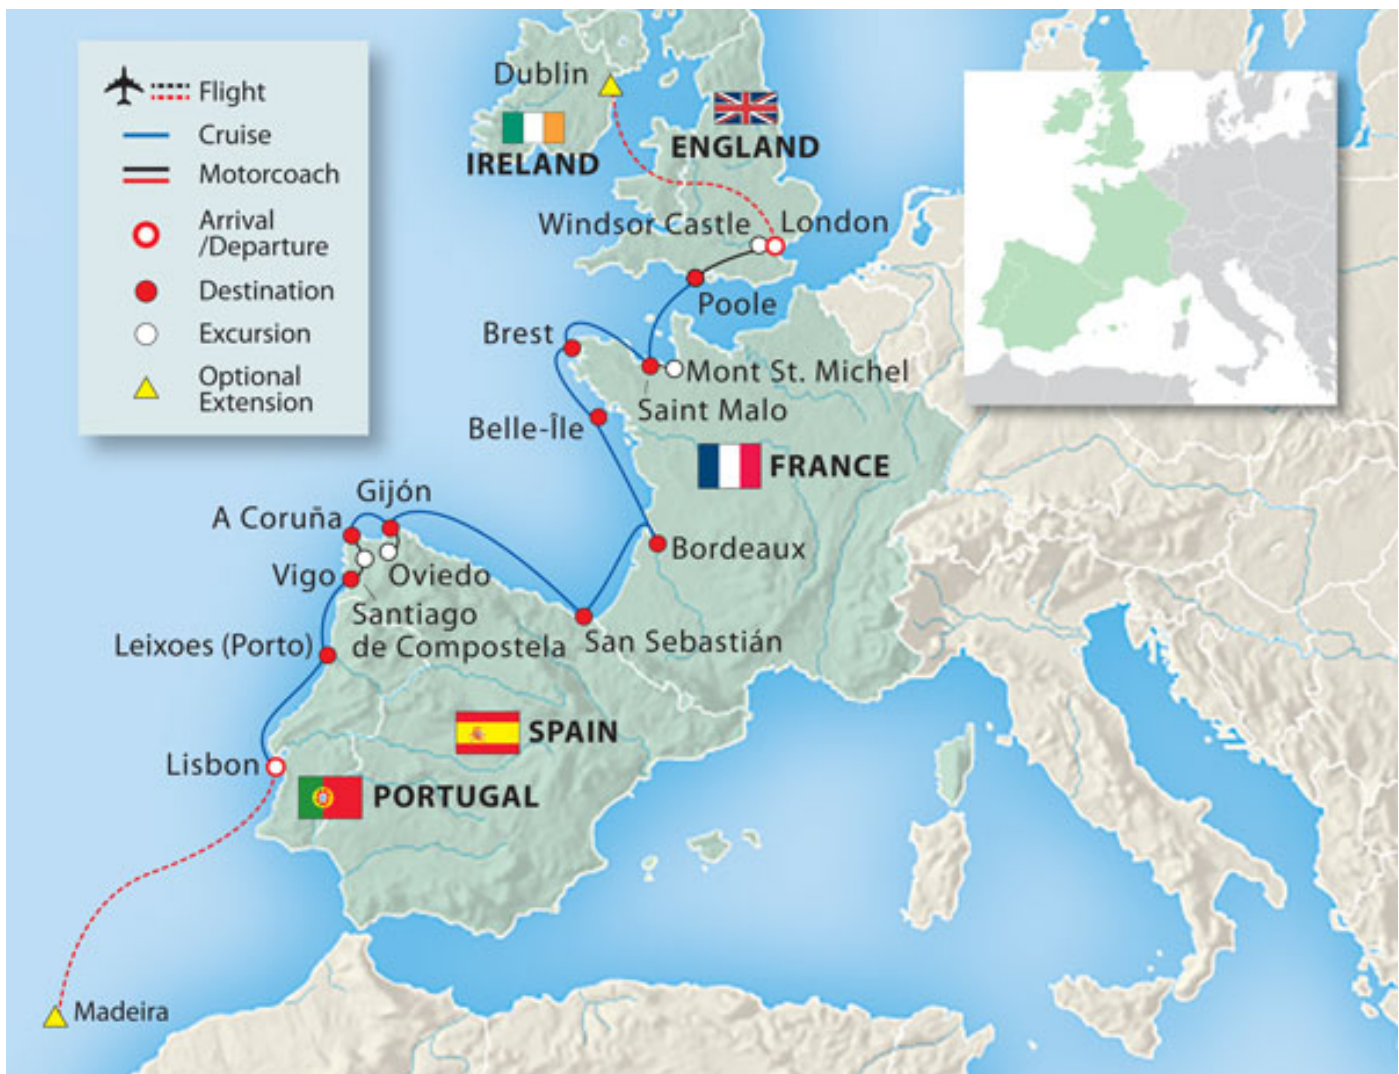 Flight
Cruise
Motorcoach
Arrival
/Departure
Destination
Excursion
Optional
Extension
Dublin
IRELAND
ENGLAND
Windsor Castle
London
Poole
Brest
Mont St. Michel
Saint Malo
Belle-Île
FRANCE
Gijón
A Coruña
Bordeaux
Vigo
Oviedo
Santiago
de Compostela
Leixoes (Porto)
San Sebastián
SPAIN
Lisbon
PORTUGAL
Madeira